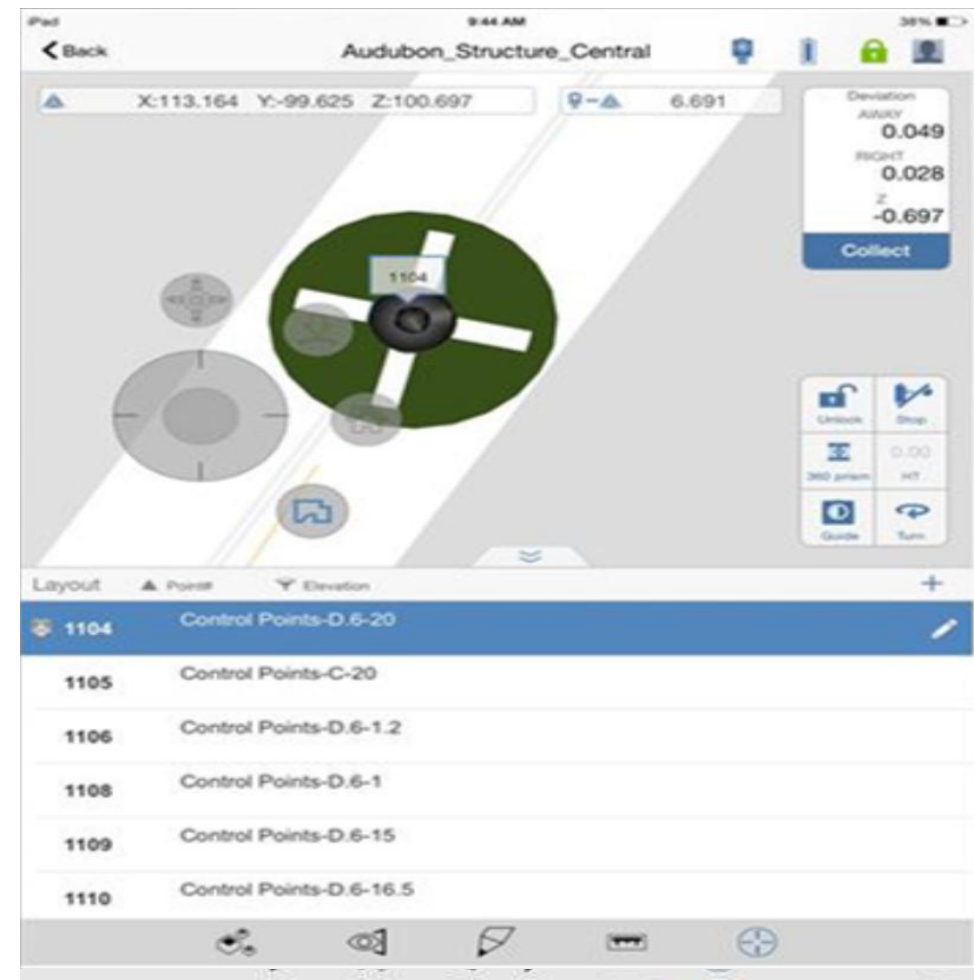 iPad 9:44 AM 38%
Back Audubon_Structure_Central
X:113.164 Y:-99.625 Z:100.697 6.691
Deviation
AWAY
0.049
RIGHT
0.028
Z
-0.697
Collect
1104
Unlock Stop
0.00
360 prism HT
Guide Turn
Layout Point# Elevation
1104 Control Points-D.6-20
1105 Control Points-C-20
1106 Control Points-D.6-1.2
1108 Control Points-D.6-1
1109 Control Points-D.6-15
1110 Control Points-D.6-16.5